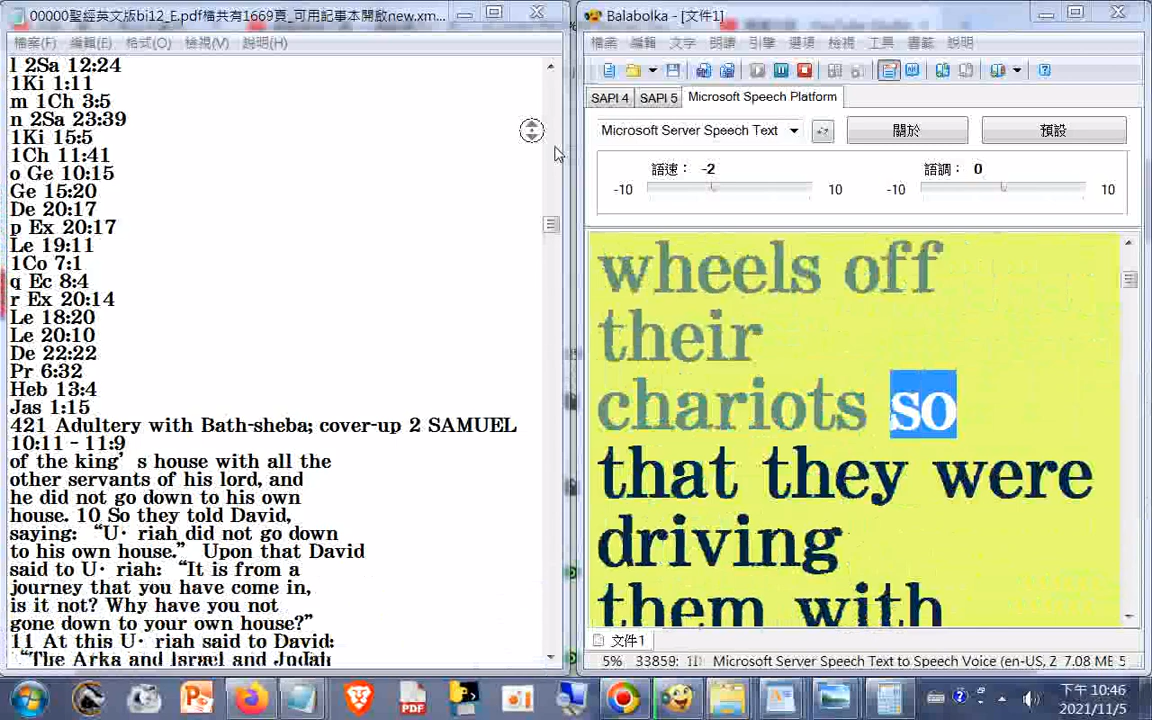 00000聖經英文版bi12_E.pdf檔共有1669頁_可用記事本開啟new.xm...
檔案(F) 編輯(E) 格式(O) 檢視(V) 說明(H)
l 2Sa 12:24
1Ki 1:11
m 1Ch 3:5
n 2Sa 23:39
1Ki 15:5
1Ch 11:41
o Ge 10:15
Ge 15:20
De 20:17
p Ex 20:17
Le 19:11
1Co 7:1
q Ec 8:4
r Ex 20:14
Le 18:20
Le 20:10
De 22:22
Pr 6:32
Heb 13:4
Jas 1:15
421 Adultery with Bath-sheba; cover-up 2 SAMUEL
10:11 – 11:9
of the king’s house with all the
other servants of his lord, and
he did not go down to his own
house. 10 So they told David,
saying: “U·riah did not go down
to his own house.” Upon that David
said to U·riah: “It is from a
journey that you have come in,
is it not? Why have you not
gone down to your own house?”
11 At this U·riah said to David:
“The Arka and Israel and Judah
Balabolka - [文件1]
檔案 編輯 文字 朗讀 引擎 選項 檢視 工具 書籤 說明
SAPI 4 SAPI 5 Microsoft Speech Platform
Microsoft Server Speech Text 關於 預設
語速： -2 語調： 0
-10 10 -10 10
wheels off
their
chariots so
that they were
driving
them with
文件1
5% 33859: 1 Microsoft Server Speech Text to Speech Voice (en-US, 2 7.08 MB 5
下午 10:46
2021/11/5